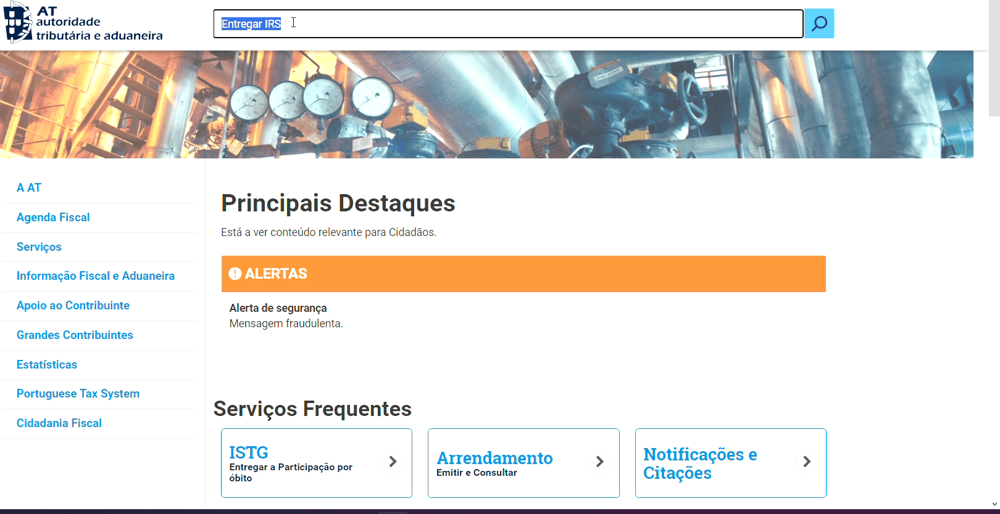 AT
autoridade
tributária e aduaneira
Entregar IRS
A AT
Agenda Fiscal
Serviços
Informação Fiscal e Aduaneira
Apoio ao Contribuinte
Grandes Contribuintes
Estatísticas
Portuguese Tax System
Cidadania Fiscal
Principais Destaques
Está a ver conteúdo relevante para Cidadãos.
ALERTAS
Alerta de segurança
Mensagem fraudulenta.
Serviços Frequentes
ISTG
Entregar a Participação por
óbito
Arrendamento
Emitir e Consultar
Notificações e
Citações